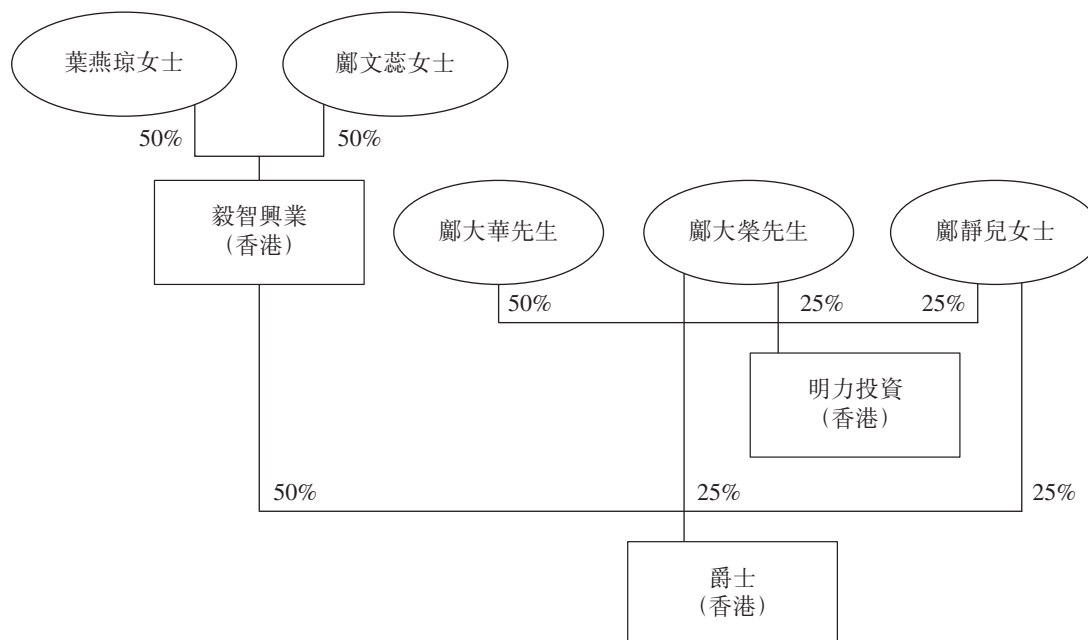 葉燕琼女士
鄺文蕊女士
50%
50%
毅智興業
(香港)
鄺大華先生
鄺大榮先生
鄺靜兒女士
50%
25%
25%
明力投資
(香港)
50%
25%
25%
爵士
(香港)